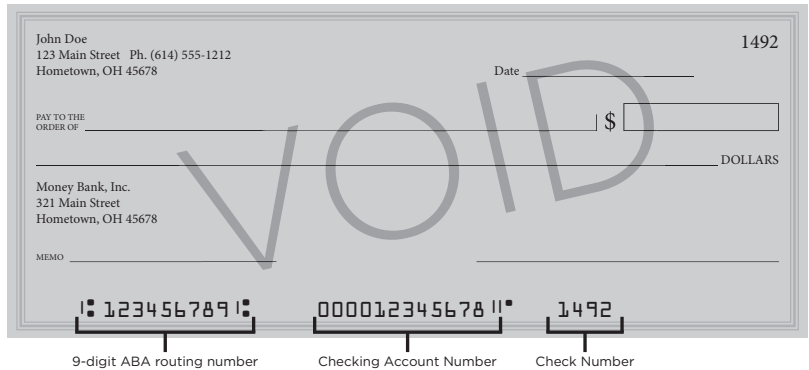 John Doe
123 Main Street   Ph. (614) 555-1212
Hometown, OH 45678
1492
Date
PAY TO THE
ORDER OF
$
DOLLARS
VOID
Money Bank, Inc.
321 Main Street
Hometown, OH 45678
MEMO
⑆123456789⑆ 000012345678⑈ 1492
9-digit ABA routing number Checking Account Number Check Number